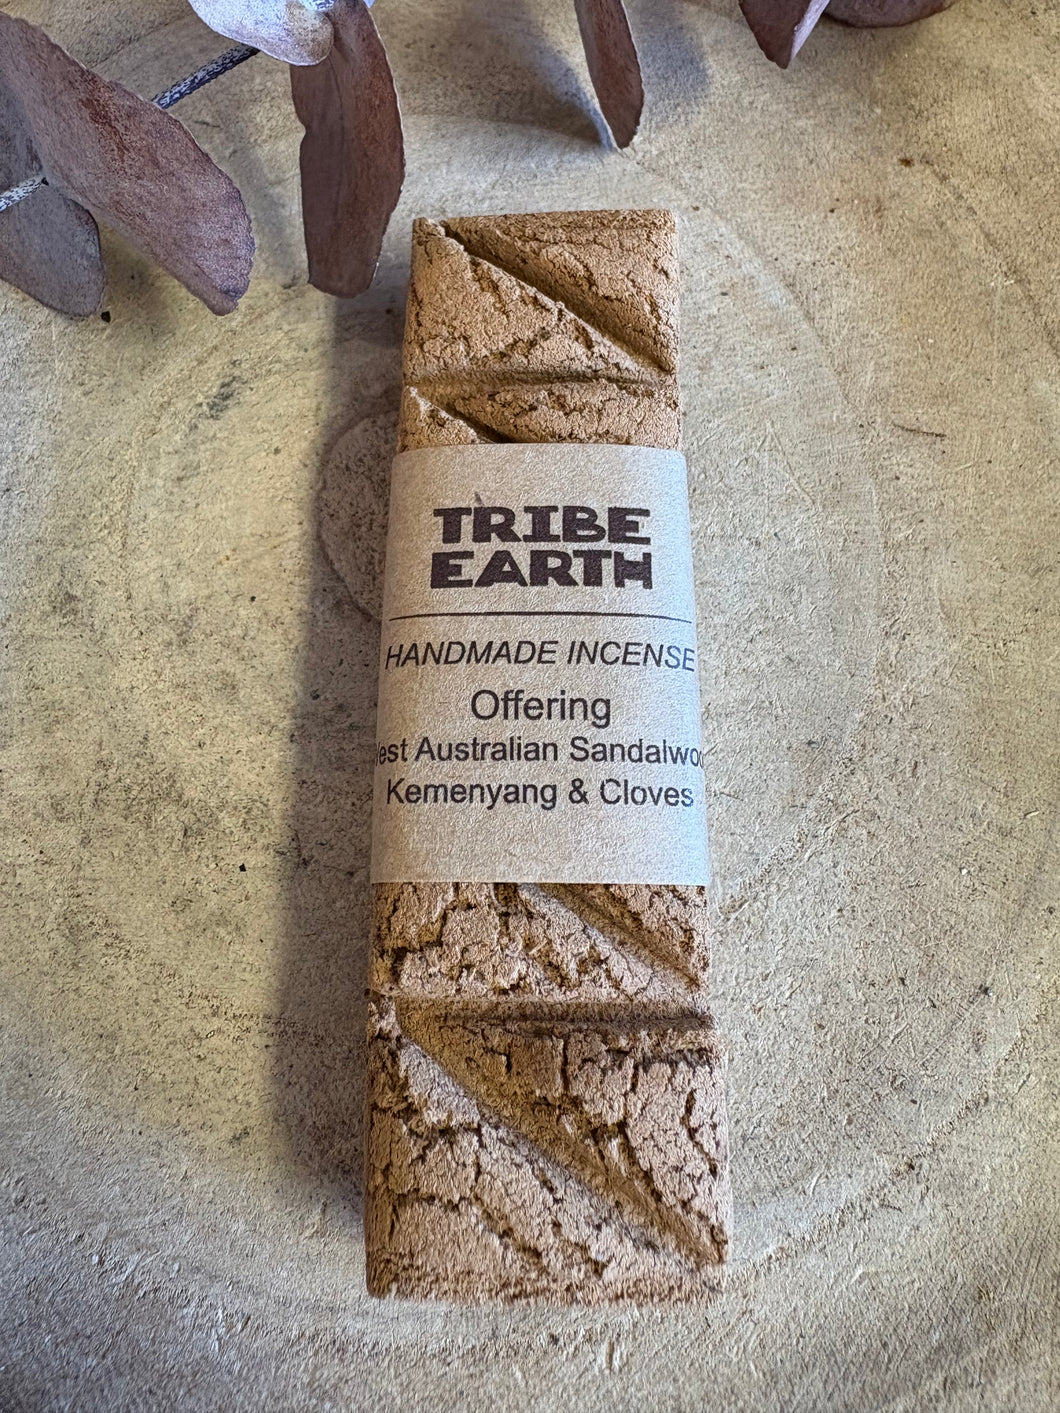 TRIBE
EARTH
HANDMADE INCENSE
Offering
est Australian Sandalwoo
Kemenyang & Cloves